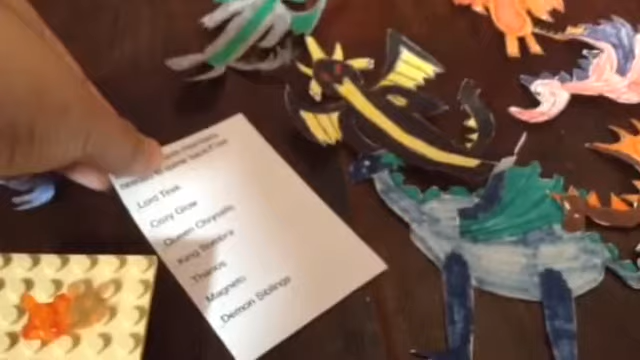 Lord Tirek
Cozy Glow
Queen Chrysalis
King Sombra
Thanos
Magneto
Demon Siblings